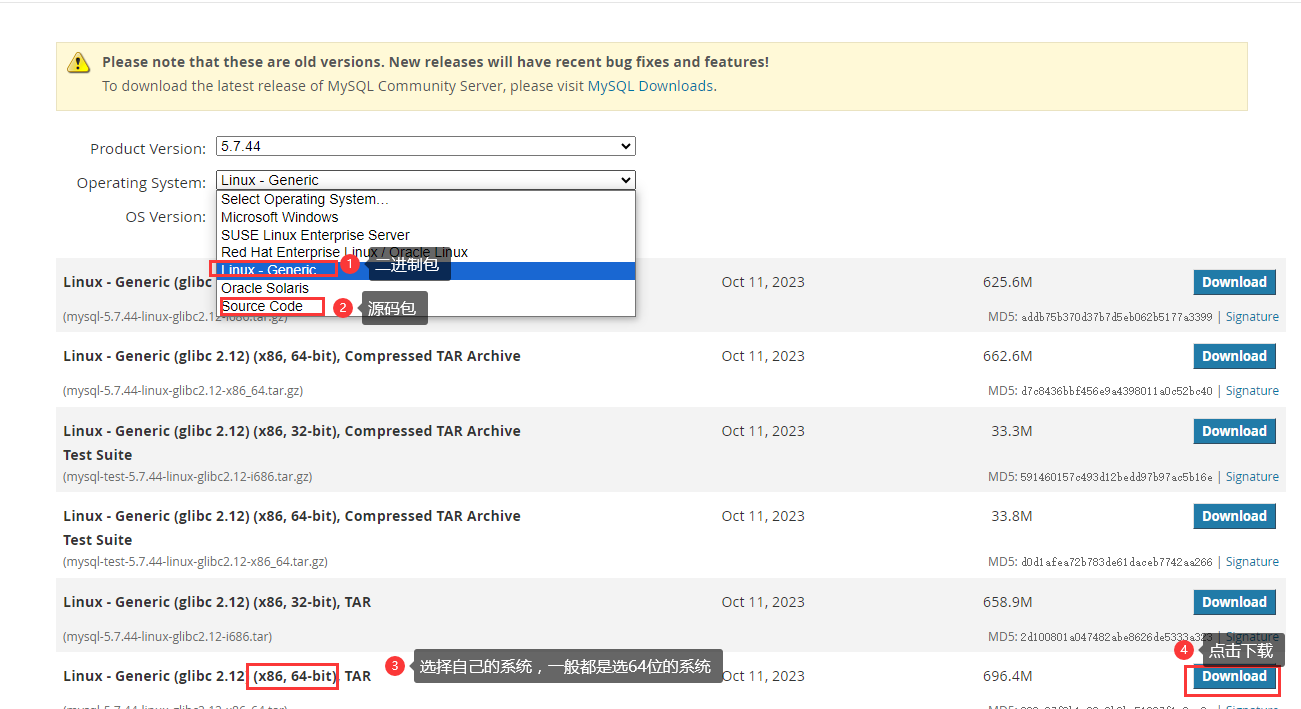 Please note that these are old versions. New releases will have recent bug fixes and features!
To download the latest release of MySQL Community Server, please visit MySQL Downloads.
Product Version: 5.7.44
Operating System: Linux - Generic
Select Operating System…
Microsoft Windows
OS Version:
SUSE Linux Enterprise Server
Red Hat Enterprise Linux / Oracle Linux
Linux - Generic 1 二进制包
Oracle Solaris
Source Code 2 源码包
Linux - Generic (glibc Oct 11, 2023 625.6M Download
(mysql-5.7.44-linux-glibc2.12-i686.tar.gz) MD5: addb75b370d37b7d5eb062b5177a3399 | Signature
Linux - Generic (glibc 2.12) (x86, 64-bit), Compressed TAR Archive Oct 11, 2023 662.6M Download
(mysql-5.7.44-linux-glibc2.12-x86_64.tar.gz) MD5: d7c8436bbf456e9a4398011a0c52bc40 | Signature
Linux - Generic (glibc 2.12) (x86, 32-bit), Compressed TAR Archive Oct 11, 2023 33.3M Download
Test Suite
(mysql-test-5.7.44-linux-glibc2.12-i686.tar.gz) MD5: 591460157c493d12bedd97b97ac5b16e | Signature
Linux - Generic (glibc 2.12) (x86, 64-bit), Compressed TAR Archive Oct 11, 2023 33.8M Download
Test Suite
(mysql-test-5.7.44-linux-glibc2.12-x86_64.tar.gz) MD5: d0d1afea72b783de61daceb7742aa266 | Signature
Linux - Generic (glibc 2.12) (x86, 32-bit), TAR Oct 11, 2023 658.9M Download
(mysql-5.7.44-linux-glibc2.12-i686.tar) MD5: 2d100801a047482abe8626de5333a323 | Signature
4 点击下载
Linux - Generic (glibc 2.12) (x86, 64-bit), TAR 3 选择自己的系统，一般都是选64位的系统 Oct 11, 2023 696.4M Download